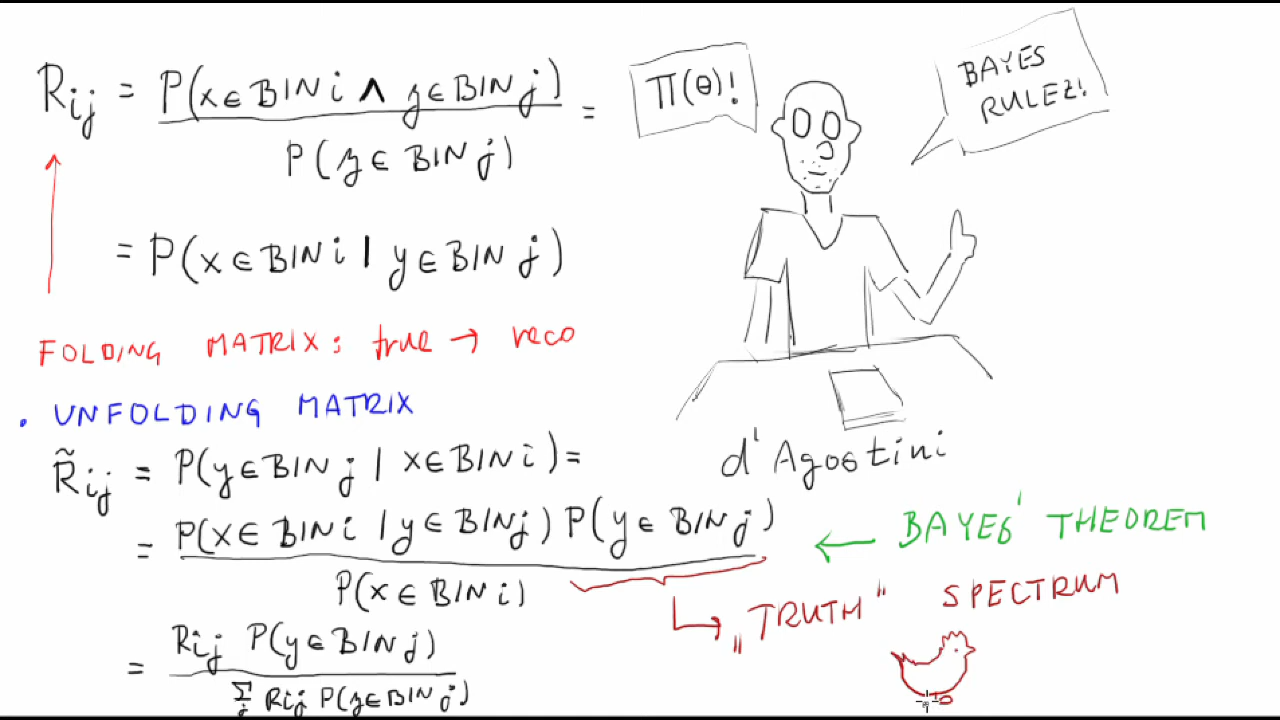 Rij = P(x ∈ BIN i ∧ y ∈ BIN j) =
P(y ∈ BIN j)
= P(x ∈ BIN i | y ∈ BIN j)
FOLDING MATRIX: true → reco
Π(θ)!
BAYES
RULEZ!
d'Agostini
. UNFOLDING MATRIX
R̃ij = P(y ∈ BIN j | x ∈ BIN i) =
= P(x ∈ BIN i | y ∈ BIN j) P(y ∈ BIN j)
P(x ∈ BIN i)
← BAYES' THEOREM
„TRUTH" SPECTRUM
= Rij P(y ∈ BIN j)
Σj Rij P(y ∈ BIN j)